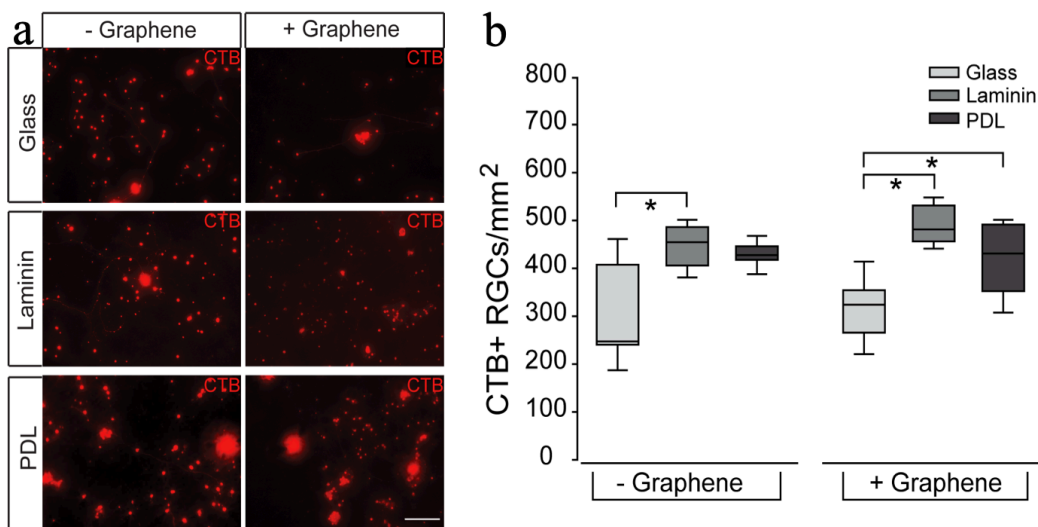 a
- Graphene
+ Graphene
Glass
CTB
CTB
Laminin
CTB
CTB
PDL
CTB
CTB
b
CTB+ RGCs/mm²
800
700
600
500
400
300
200
100
0
Glass
Laminin
PDL
*
*
*
- Graphene
+ Graphene